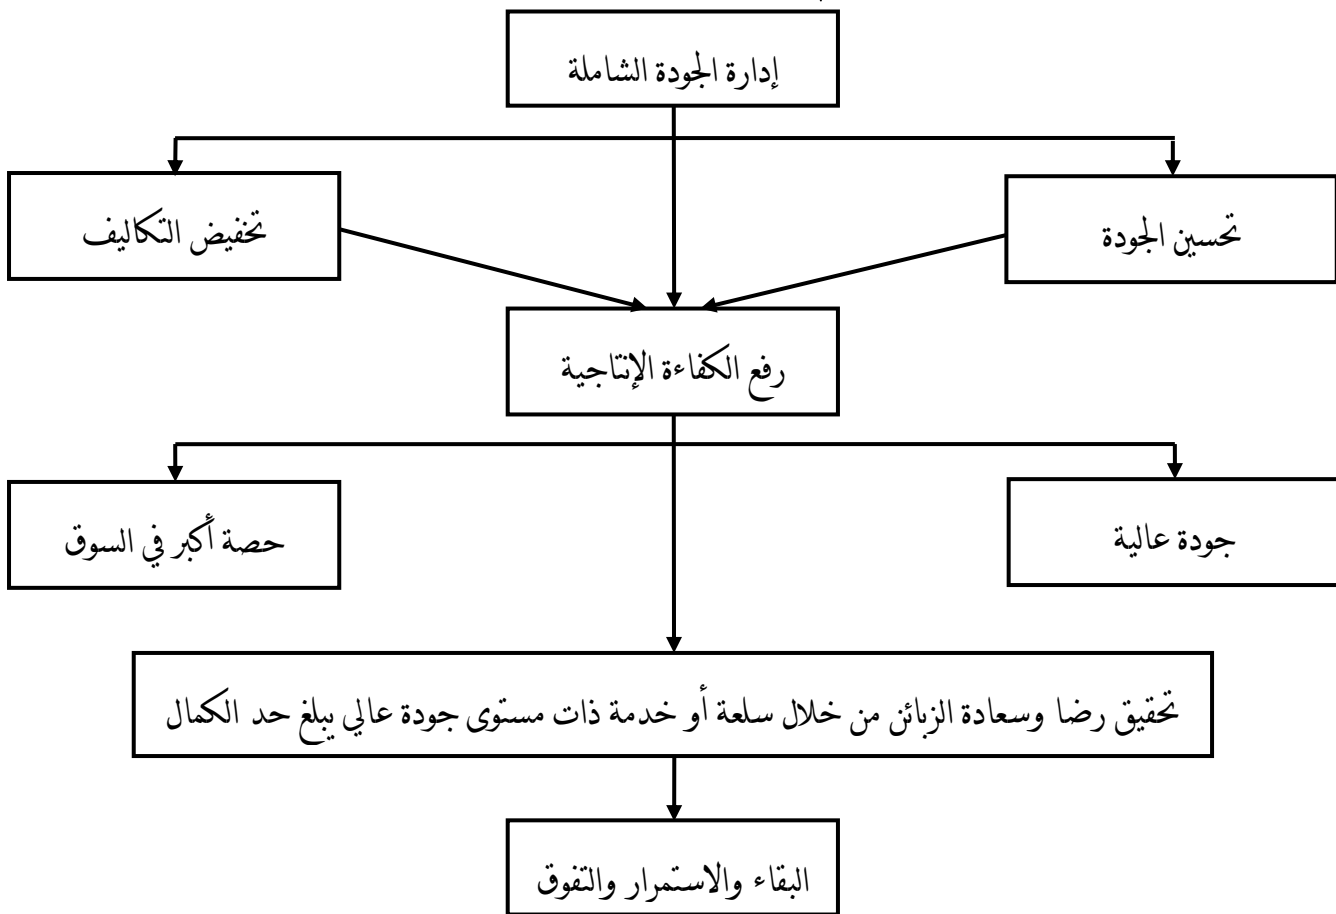 إدارة الجودة الشاملة
تحسين الجودة
تخفيض التكاليف
رفع الكفاءة الإنتاجية
جودة عالية
حصة أكبر في السوق
تحقيق رضا وسعادة الزبائن من خلال سلعة أو خدمة ذات مستوى جودة عالي يبلغ حد الكمال
البقاء والاستمرار والتفوق